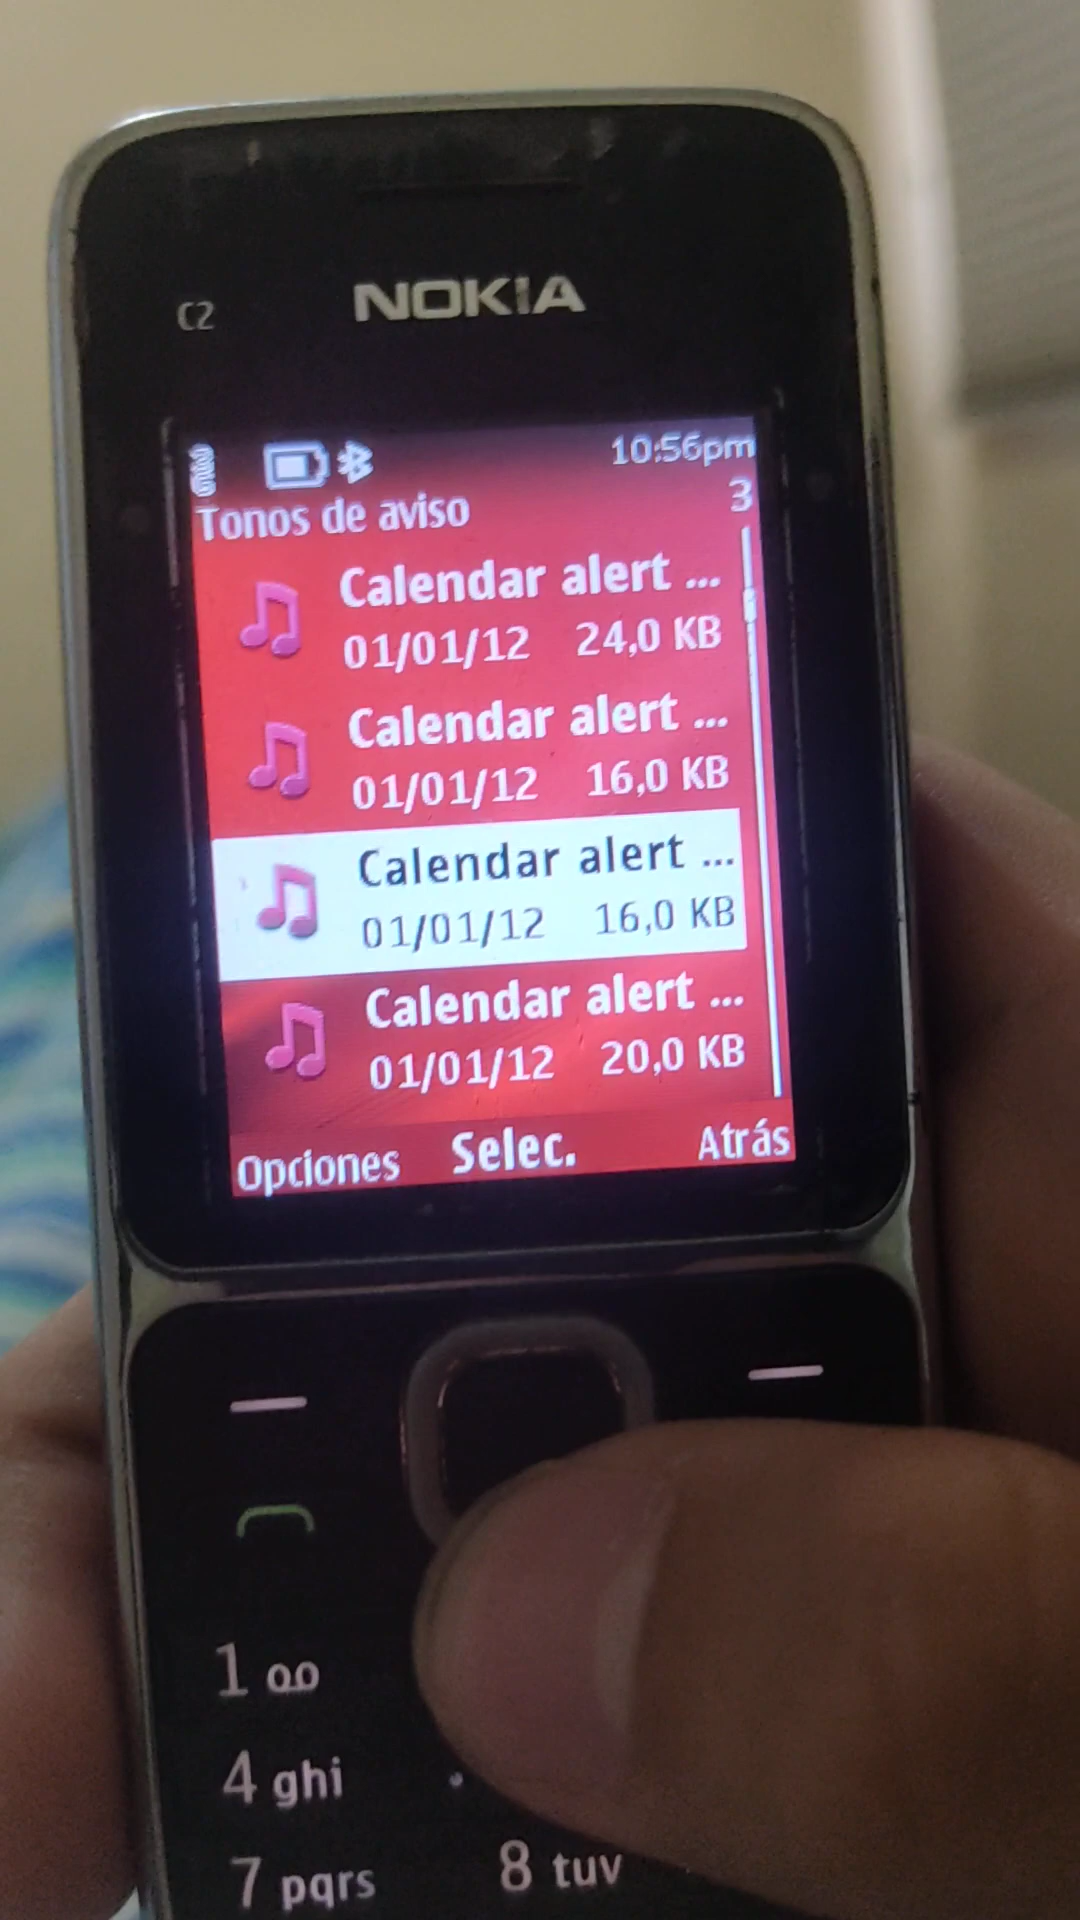 C2 NOKIA
10:56pm
Tonos de aviso 3
Calendar alert ...
01/01/12 24,0 KB
Calendar alert ...
01/01/12 16,0 KB
Calendar alert ...
01/01/12 16,0 KB
Calendar alert ...
01/01/12 20,0 KB
Opciones Selec. Atrás
1
4 ghi
7 pqrs 8 tuv